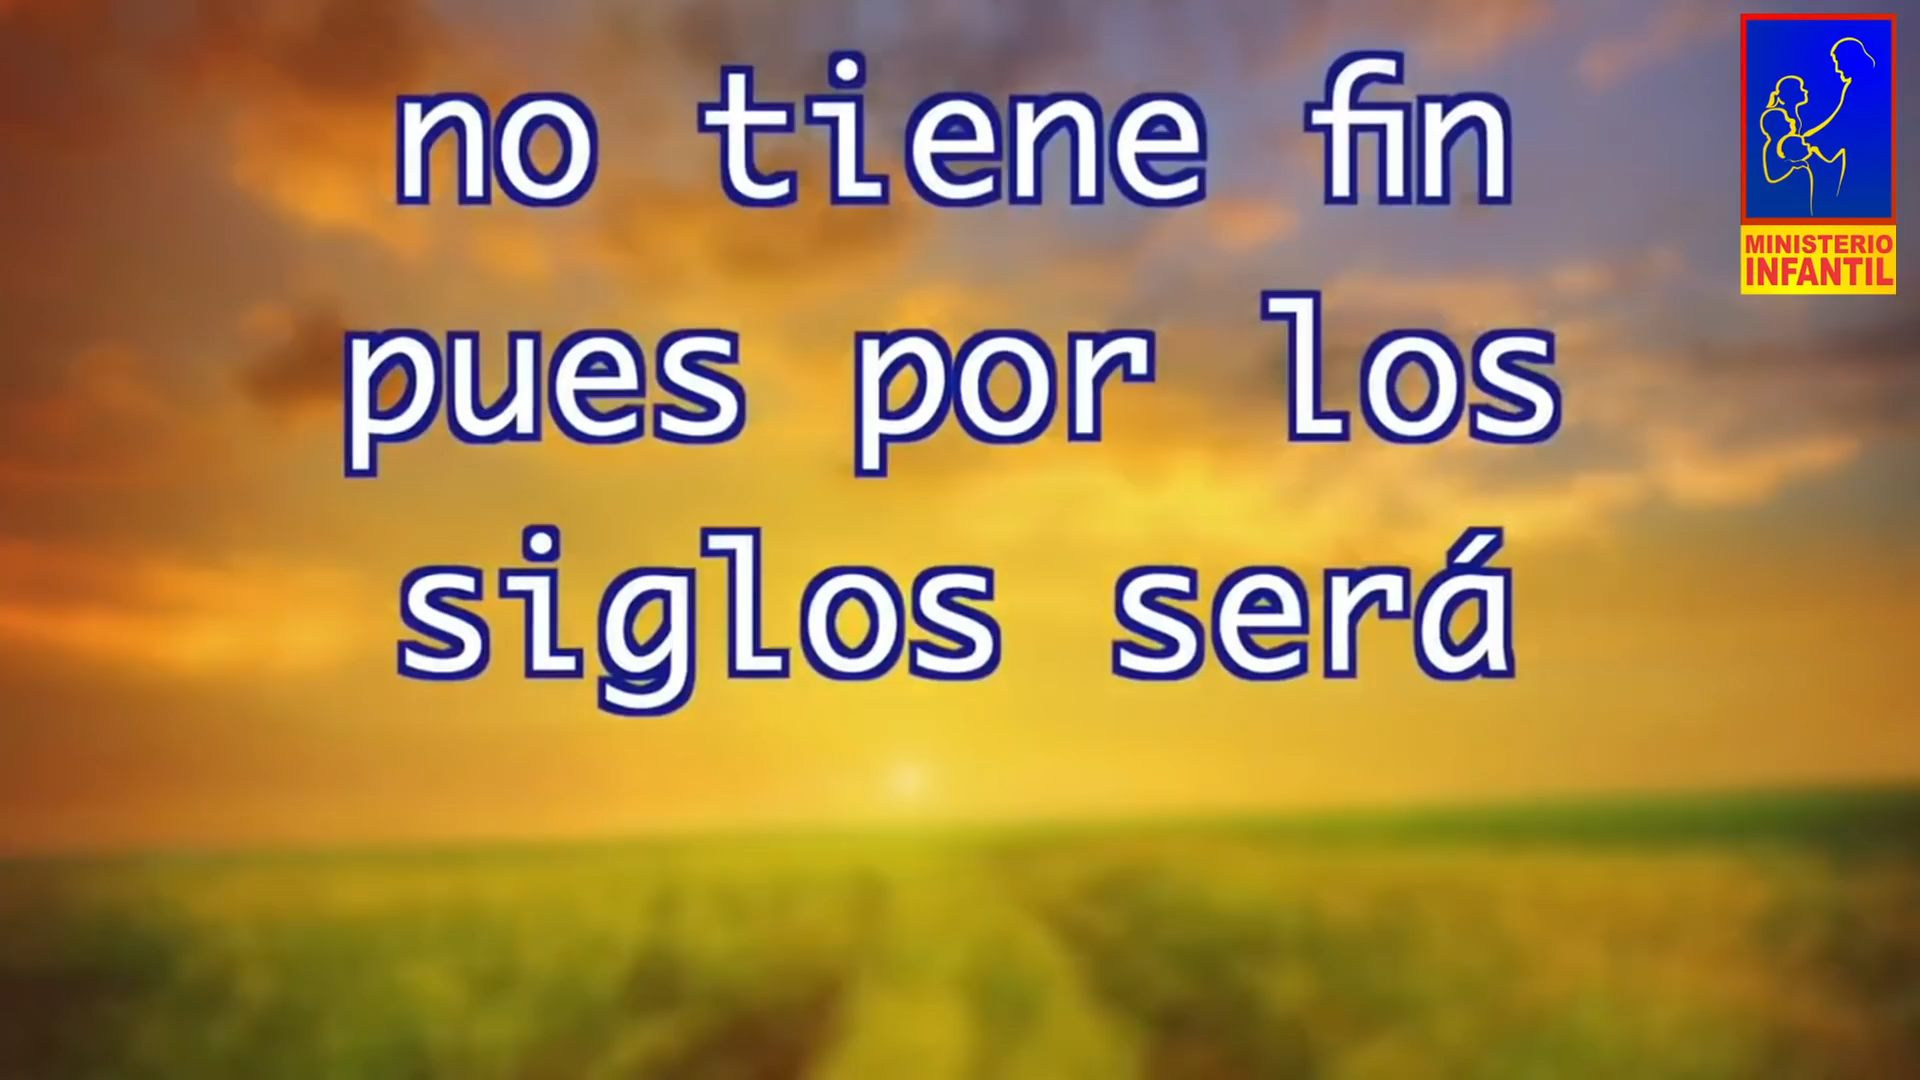 no tiene fin
pues por los
siglos será
MINISTERIO
INFANTIL